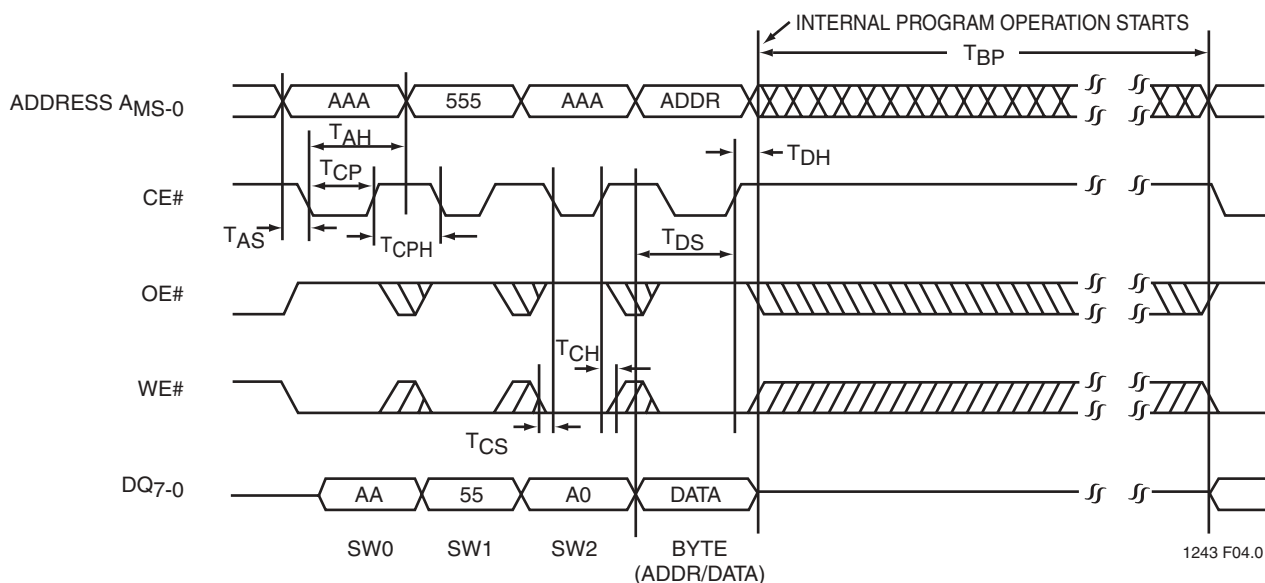 INTERNAL PROGRAM OPERATION STARTS
TBP
ADDRESS AMS-0
AAA
555
AAA
ADDR
TAH
TDH
TCP
CE#
TAS
TCPH
TDS
OE#
TCH
WE#
TCS
DQ7-0
AA
55
A0
DATA
SW0
SW1
SW2
BYTE
(ADDR/DATA)
1243 F04.0